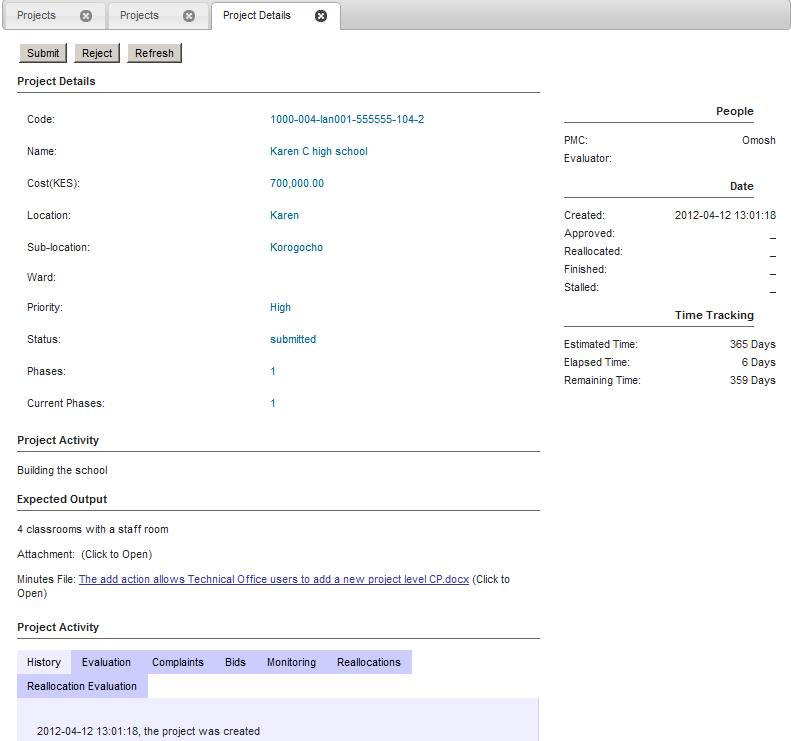 Projects Projects Project Details
Submit Reject Refresh
Project Details
Code: 1000-004-lan001-555555-104-2
Name: Karen C high school
Cost(KES): 700,000.00
Location: Karen
Sub-location: Korogocho
Ward:
Priority: High
Status: submitted
Phases: 1
Current Phases: 1
People
PMC: Omosh
Evaluator:
Date
Created: 2012-04-12 13:01:18
Approved: _
Reallocated: _
Finished: _
Stalled: _
Time Tracking
Estimated Time: 365 Days
Elapsed Time: 6 Days
Remaining Time: 359 Days
Project Activity
Building the school
Expected Output
4 classrooms with a staff room
Attachment: (Click to Open)
Minutes File: The add action allows Technical Office users to add a new project level CP.docx (Click to
Open)
Project Activity
History Evaluation Complaints Bids Monitoring Reallocations
Reallocation Evaluation
2012-04-12 13:01:18, the project was created